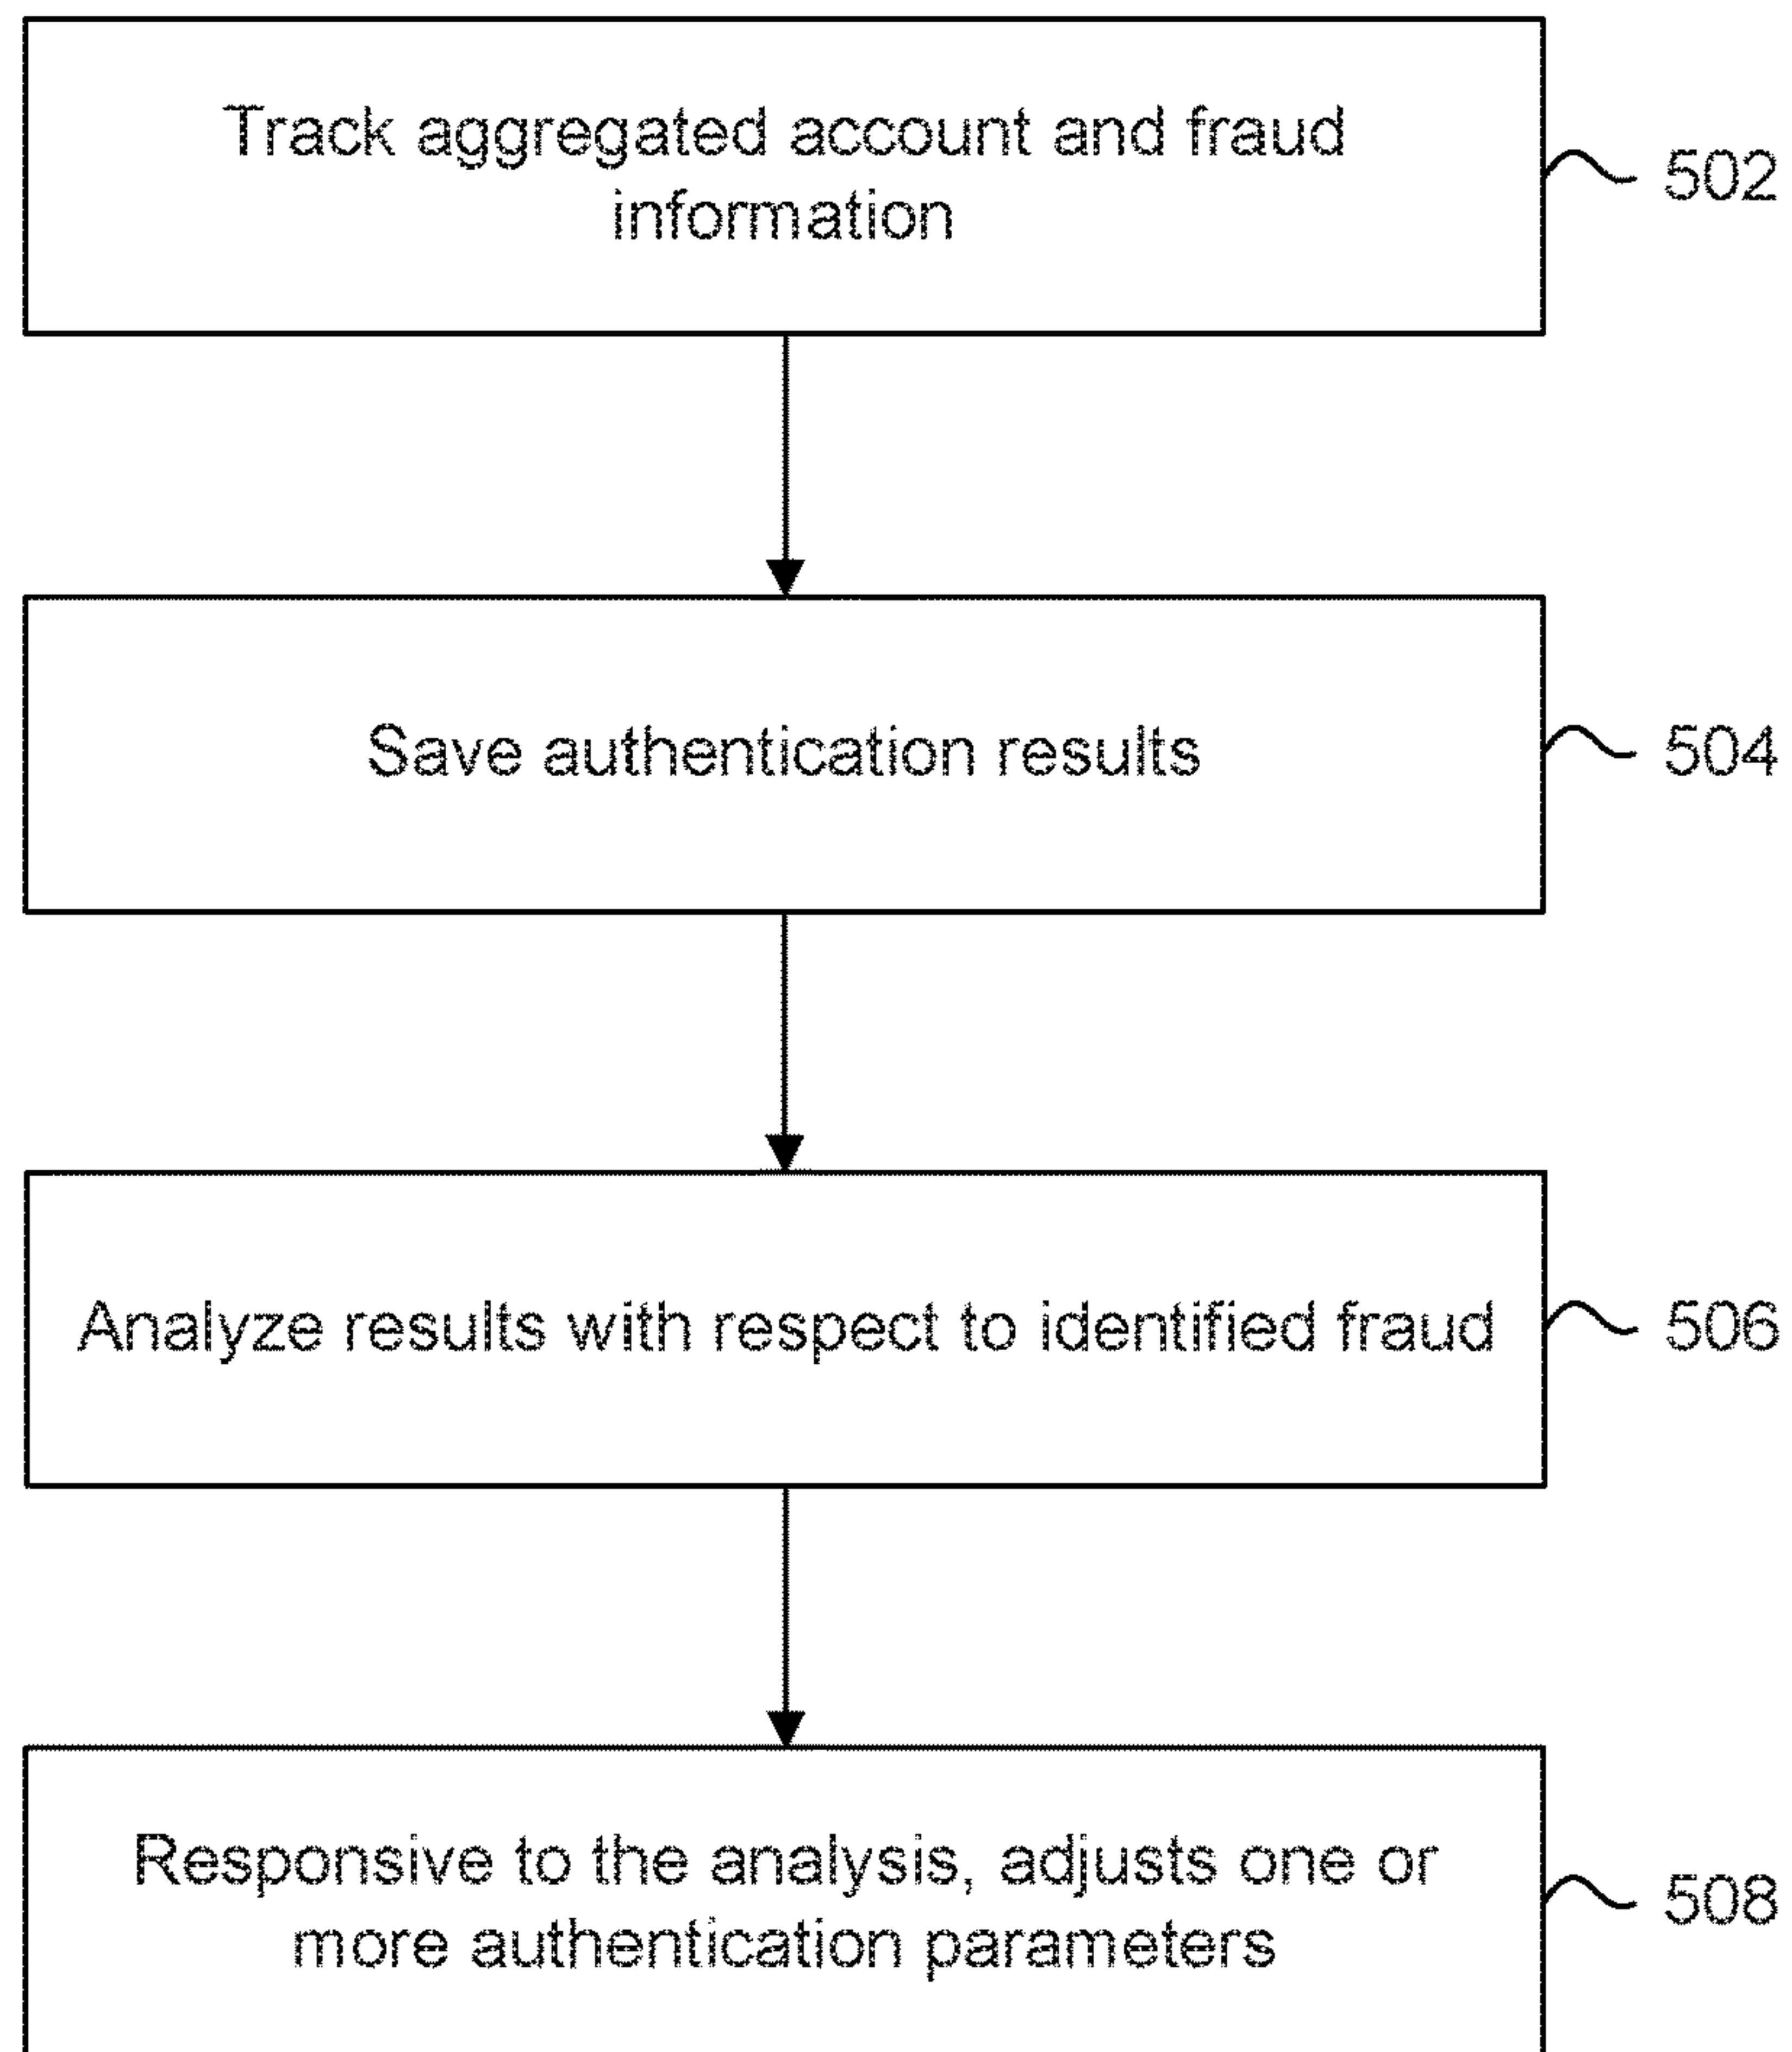 Track aggregated account and fraud
information
502
Save authentication results
504
Analyze results with respect to identified fraud
506
Responsive to the analysis, adjusts one or
more authentication parameters
508